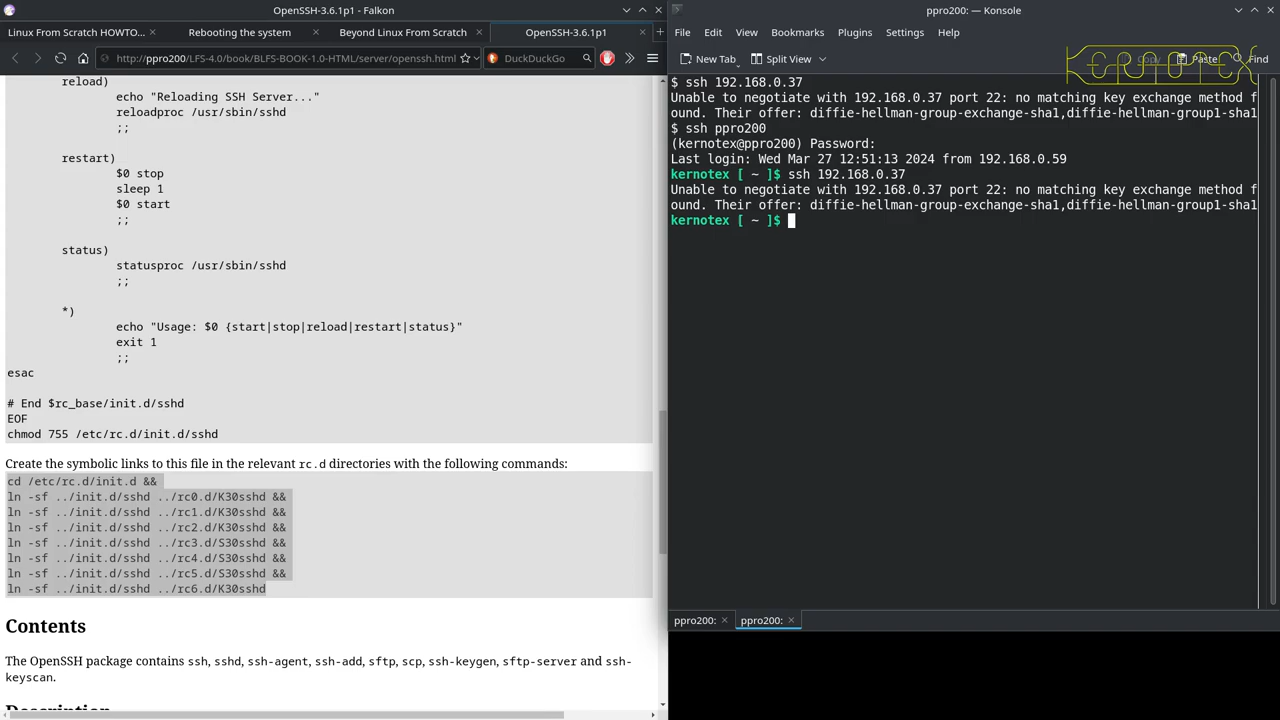 OpenSSH-3.6.1p1 - Falkon
Linux From Scratch HOWTO...
Rebooting the system
Beyond Linux From Scratch
OpenSSH-3.6.1p1
http://ppro200/LFS-4.0/book/BLFS-BOOK-1.0-HTML/server/openssh.html
DuckDuckGo
reload)
echo "Reloading SSH Server..."
reloadproc /usr/sbin/sshd
;;
restart)
$0 stop
sleep 1
$0 start
;;
status)
statusproc /usr/sbin/sshd
;;
*)
echo "Usage: $0 {start|stop|reload|restart|status}"
exit 1
;;
esac
# End $rc_base/init.d/sshd
EOF
chmod 755 /etc/rc.d/init.d/sshd
Create the symbolic links to this file in the relevant rc.d directories with the following commands:
cd /etc/rc.d/init.d &&
ln -sf ../init.d/sshd ../rc0.d/K30sshd &&
ln -sf ../init.d/sshd ../rc1.d/K30sshd &&
ln -sf ../init.d/sshd ../rc2.d/K30sshd &&
ln -sf ../init.d/sshd ../rc3.d/S30sshd &&
ln -sf ../init.d/sshd ../rc4.d/S30sshd &&
ln -sf ../init.d/sshd ../rc5.d/S30sshd &&
ln -sf ../init.d/sshd ../rc6.d/K30sshd
Contents
The OpenSSH package contains ssh, sshd, ssh-agent, ssh-add, sftp, scp, ssh-keygen, sftp-server and ssh-
keyscan.
Description
ppro200: — Konsole
File Edit View Bookmarks Plugins Settings Help
New Tab Split View Copy Paste Find
KERNOTEX
$ ssh 192.168.0.37
Unable to negotiate with 192.168.0.37 port 22: no matching key exchange method f
ound. Their offer: diffie-hellman-group-exchange-sha1,diffie-hellman-group1-sha1
$ ssh ppro200
(kernotex@ppro200) Password:
Last login: Wed Mar 27 12:51:13 2024 from 192.168.0.59
kernotex [ ~ ]$ ssh 192.168.0.37
Unable to negotiate with 192.168.0.37 port 22: no matching key exchange method f
ound. Their offer: diffie-hellman-group-exchange-sha1,diffie-hellman-group1-sha1
kernotex [ ~ ]$
ppro200:
ppro200: